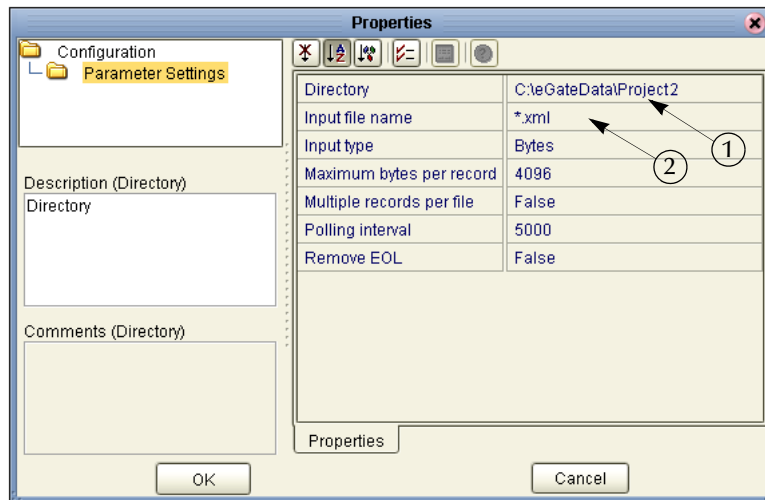 Properties
Configuration
Parameter Settings
Description (Directory)
Directory
Comments (Directory)
Directory C:\eGateData\Project2
Input file name *.xml
Input type Bytes
Maximum bytes per record 4096
Multiple records per file False
Polling interval 5000
Remove EOL False
1
2
Properties
OK
Cancel